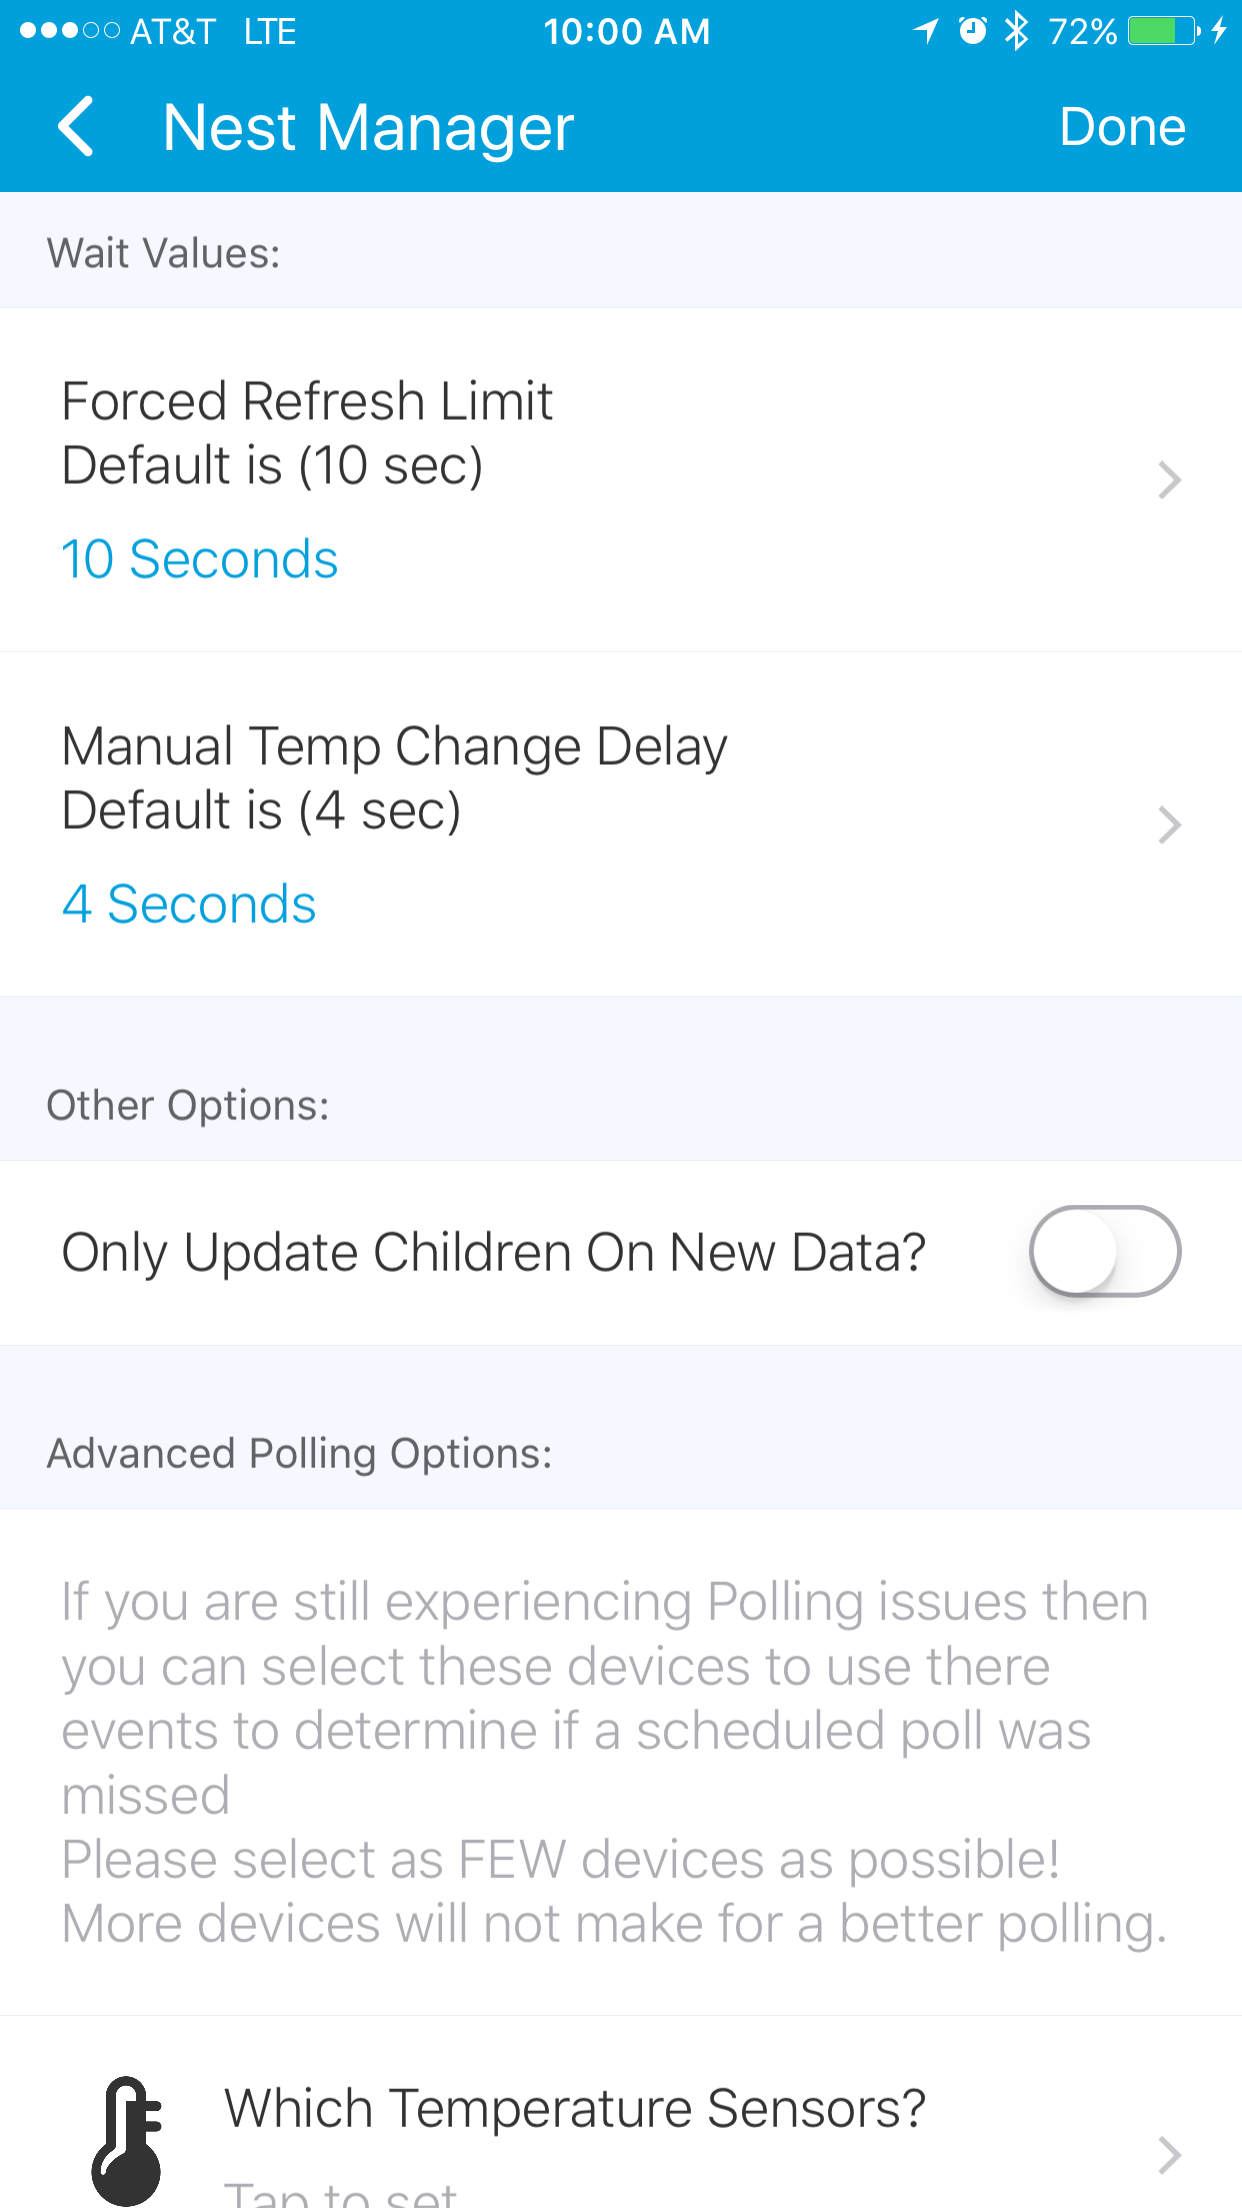 AT&T LTE 10:00 AM 72%
Nest Manager Done
Wait Values:
Forced Refresh Limit
Default is (10 sec)
10 Seconds
Manual Temp Change Delay
Default is (4 sec)
4 Seconds
Other Options:
Only Update Children On New Data?
Advanced Polling Options:
If you are still experiencing Polling issues then
you can select these devices to use there
events to determine if a scheduled poll was
missed
Please select as FEW devices as possible!
More devices will not make for a better polling.
Which Temperature Sensors?
Tap to set